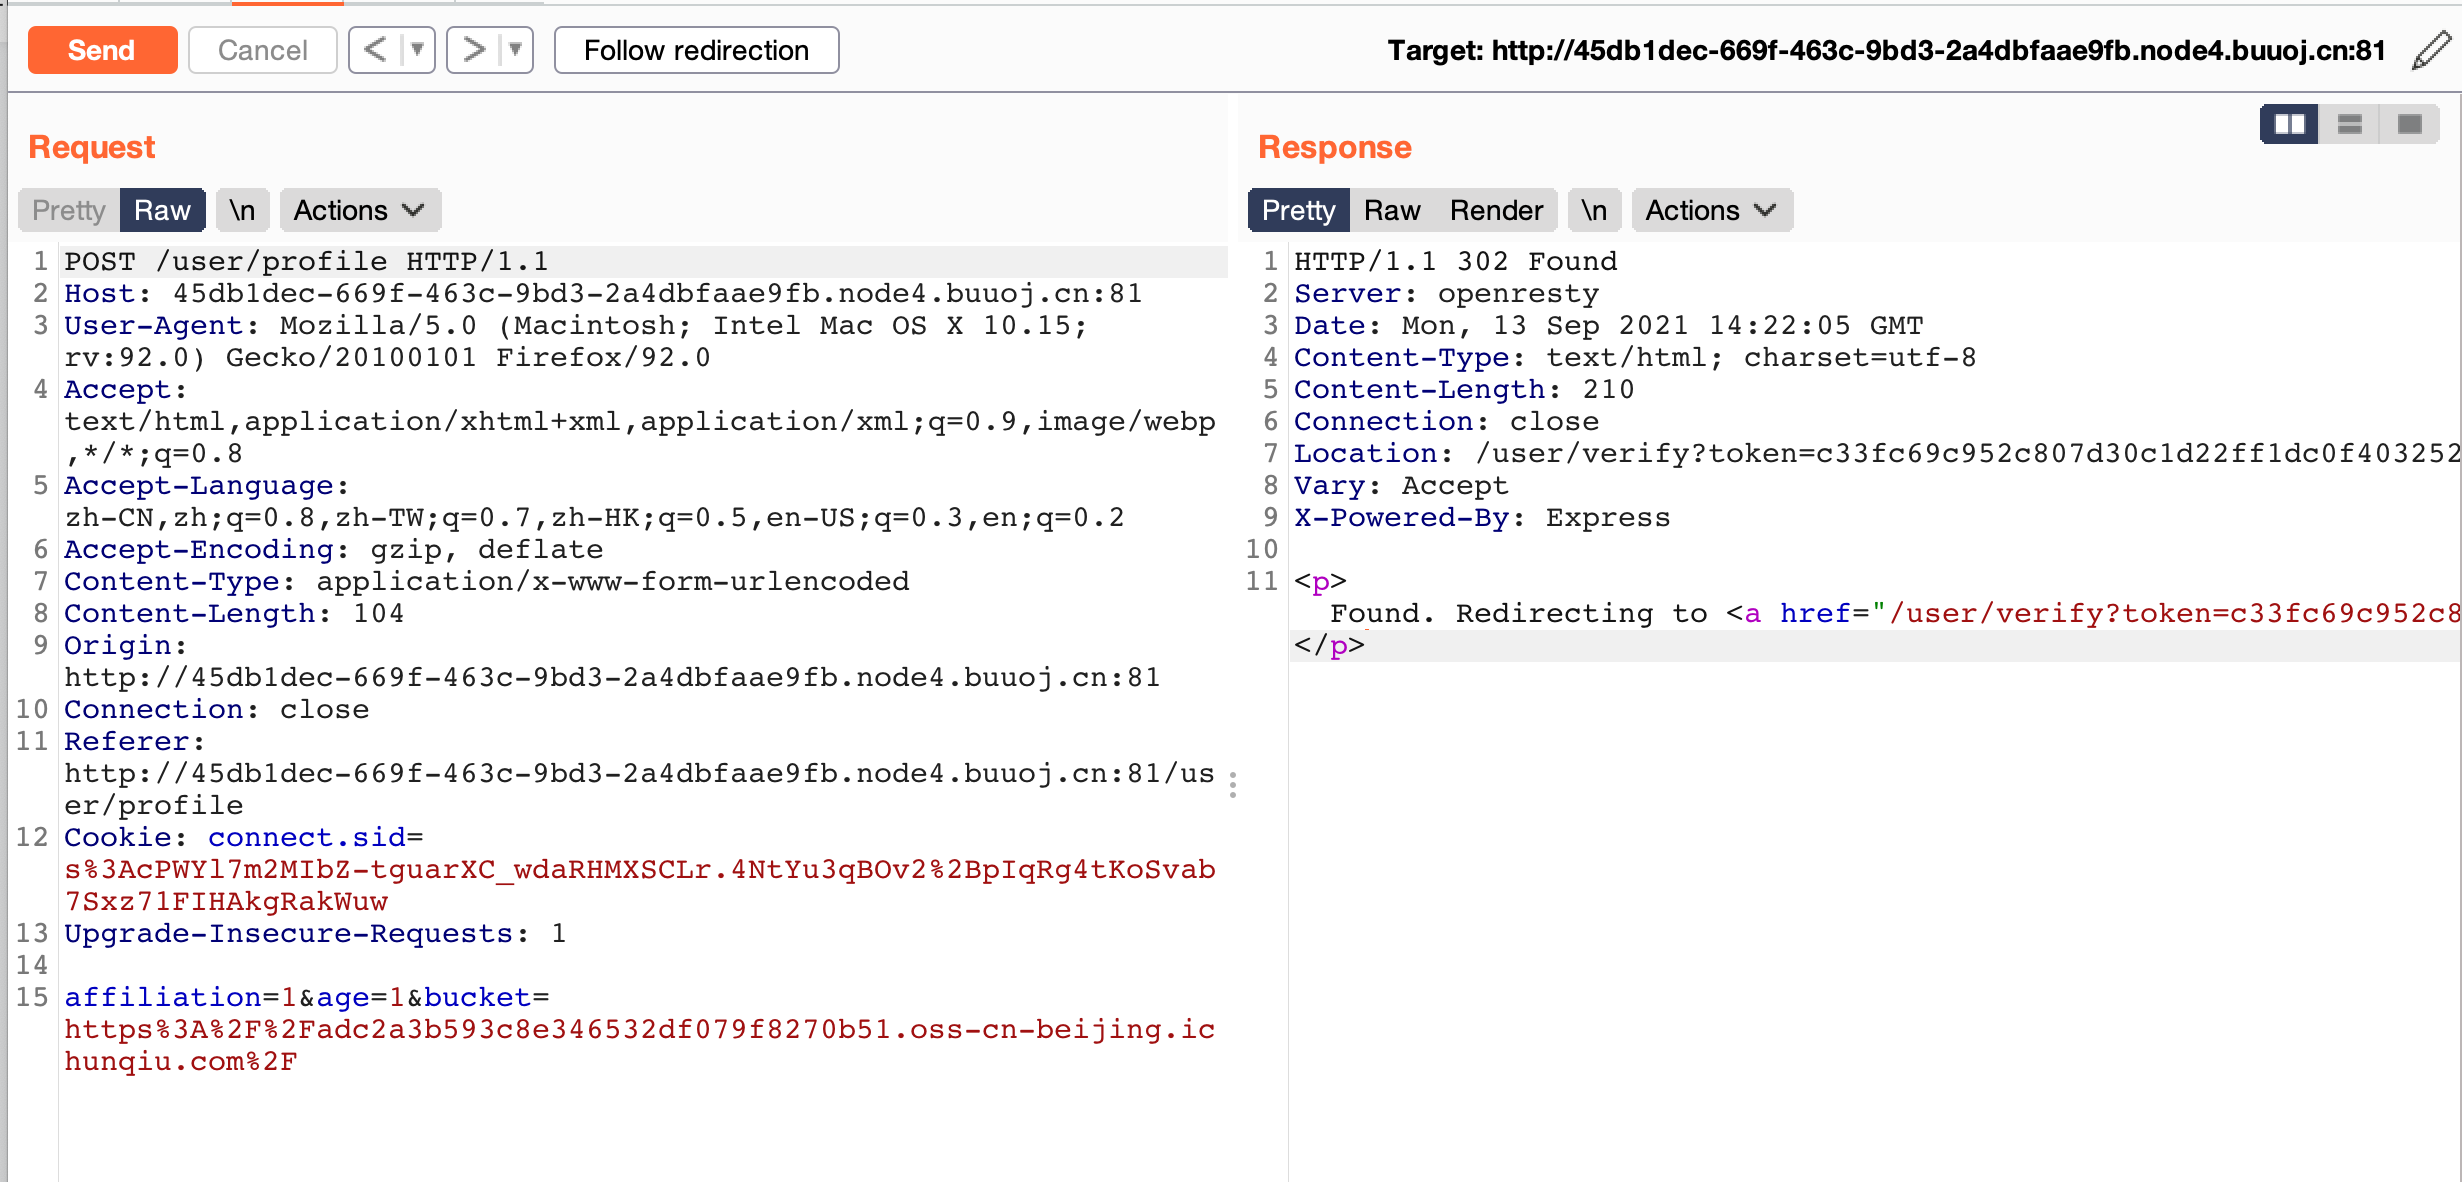 Send Cancel < > Follow redirection Target: http://45db1dec-669f-463c-9bd3-2a4dbfaae9fb.node4.buuoj.cn:81
Request
Pretty Raw \n Actions
1 POST /user/profile HTTP/1.1
2 Host: 45db1dec-669f-463c-9bd3-2a4dbfaae9fb.node4.buuoj.cn:81
3 User-Agent: Mozilla/5.0 (Macintosh; Intel Mac OS X 10.15;
rv:92.0) Gecko/20100101 Firefox/92.0
4 Accept:
text/html,application/xhtml+xml,application/xml;q=0.9,image/webp
,*/*;q=0.8
5 Accept-Language:
zh-CN,zh;q=0.8,zh-TW;q=0.7,zh-HK;q=0.5,en-US;q=0.3,en;q=0.2
6 Accept-Encoding: gzip, deflate
7 Content-Type: application/x-www-form-urlencoded
8 Content-Length: 104
9 Origin:
http://45db1dec-669f-463c-9bd3-2a4dbfaae9fb.node4.buuoj.cn:81
10 Connection: close
11 Referer:
http://45db1dec-669f-463c-9bd3-2a4dbfaae9fb.node4.buuoj.cn:81/us
er/profile
12 Cookie: connect.sid=
s%3AcPWYl7m2MIbZ-tguarXC_wdaRHMXSCLr.4NtYu3qBOv2%2BpIqRg4tKoSvab
7Sxz71FIHAkgRakWuw
13 Upgrade-Insecure-Requests: 1
14
15 affiliation=1&age=1&bucket=
https%3A%2F%2Fadc2a3b593c8e346532df079f8270b51.oss-cn-beijing.ic
hunqiu.com%2F
Response
Pretty Raw Render \n Actions
1 HTTP/1.1 302 Found
2 Server: openresty
3 Date: Mon, 13 Sep 2021 14:22:05 GMT
4 Content-Type: text/html; charset=utf-8
5 Content-Length: 210
6 Connection: close
7 Location: /user/verify?token=c33fc69c952c807d30c1d22ff1dc0f403252
8 Vary: Accept
9 X-Powered-By: Express
10
11 <p>
Found. Redirecting to <a href="/user/verify?token=c33fc69c952c8
</p>